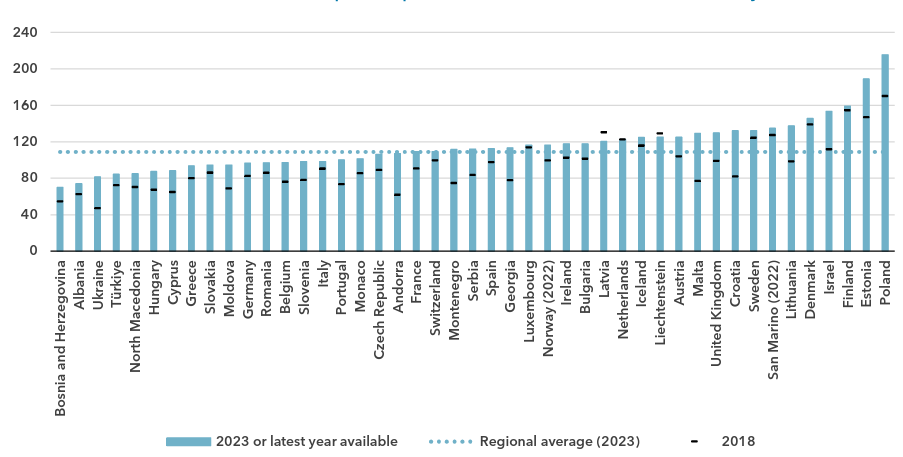 240
200
160
120
80
40
0
Bosnia and Herzegovina
Albania
Ukraine
Türkiye
North Macedonia
Hungary
Cyprus
Greece
Slovakia
Moldova
Germany
Romania
Belgium
Slovenia
Italy
Portugal
Monaco
Czech Republic
Andorra
France
Switzerland
Montenegro
Serbia
Spain
Georgia
Luxembourg
Norway (2022)
Ireland
Bulgaria
Latvia
Netherlands
Iceland
Liechtenstein
Austria
Malta
United Kingdom
Croatia
Sweden
San Marino (2022)
Lithuania
Denmark
Israel
Finland
Estonia
Poland
2023 or latest year available
Regional average (2023)
2018